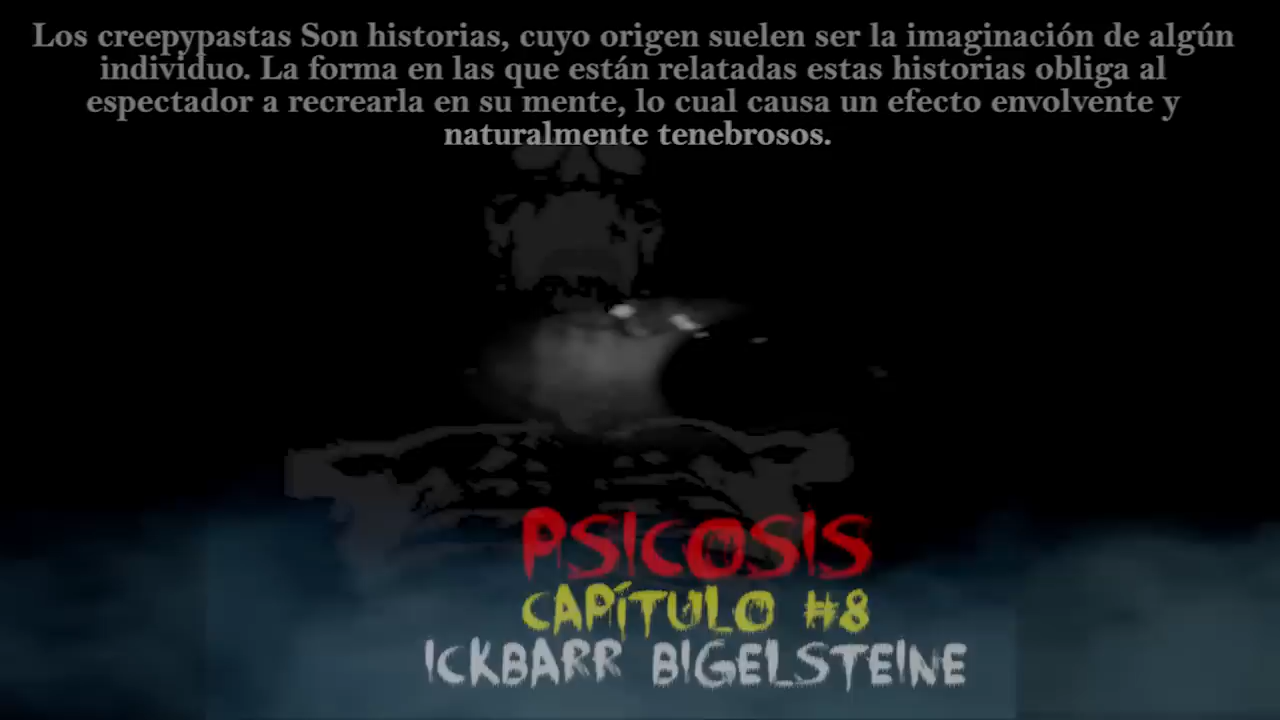 Los creepypastas Son historias, cuyo origen suelen ser la imaginación de algún
individuo. La forma en las que están relatadas estas historias obliga al
espectador a recrearla en su mente, lo cual causa un efecto envolvente y
naturalmente tenebrosos.
PSICOSIS
CAPÍTULO #8
ICKBARR BIGELSTEINE